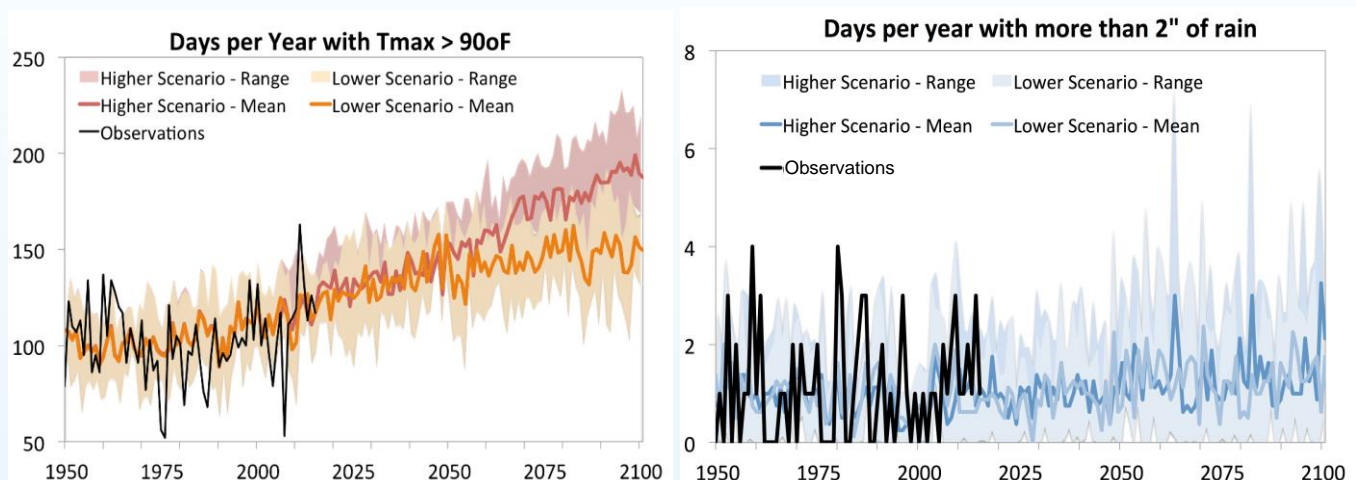 Days per Year with Tmax > 90oF
250
200
150
100
50
Higher Scenario - Range
Lower Scenario - Range
Higher Scenario - Mean
Lower Scenario - Mean
Observations
1950
1975
2000
2025
2050
2075
2100
Days per year with more than 2" of rain
8
6
4
2
0
Higher Scenario - Range
Lower Scenario - Range
Higher Scenario - Mean
Lower Scenario - Mean
Observations
1950
1975
2000
2025
2050
2075
2100